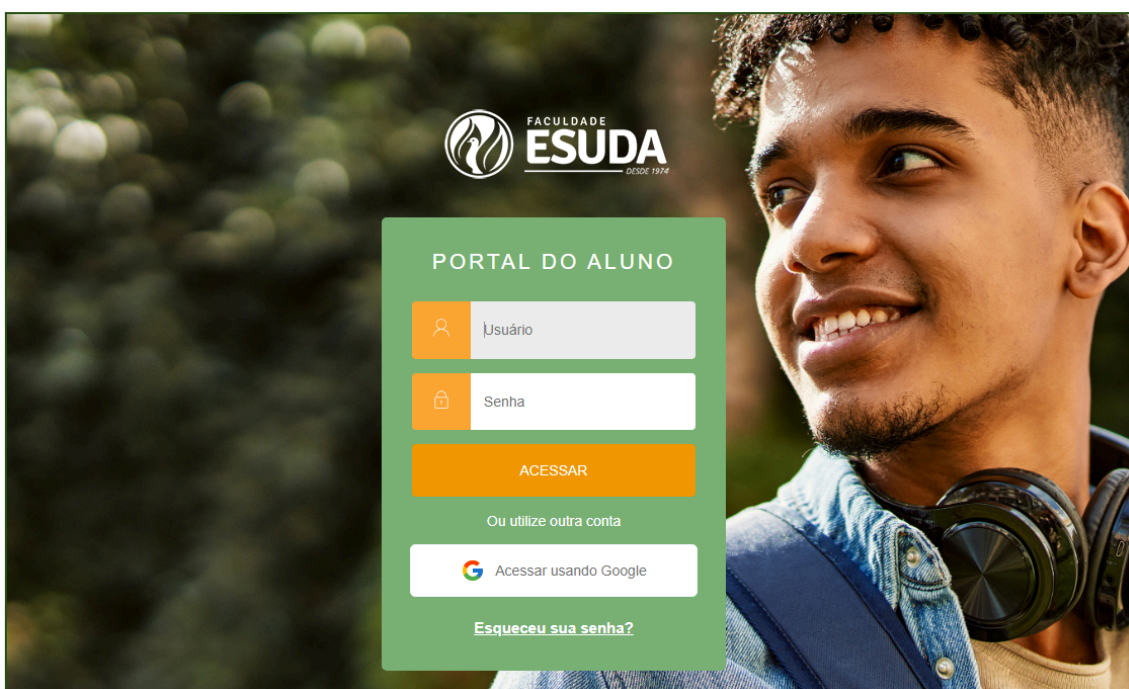 FACULDADE
ESUDA
DESDE 1974
PORTAL DO ALUNO
Usuário
Senha
ACESSAR
Ou utilize outra conta
Acessar usando Google
Esqueceu sua senha?